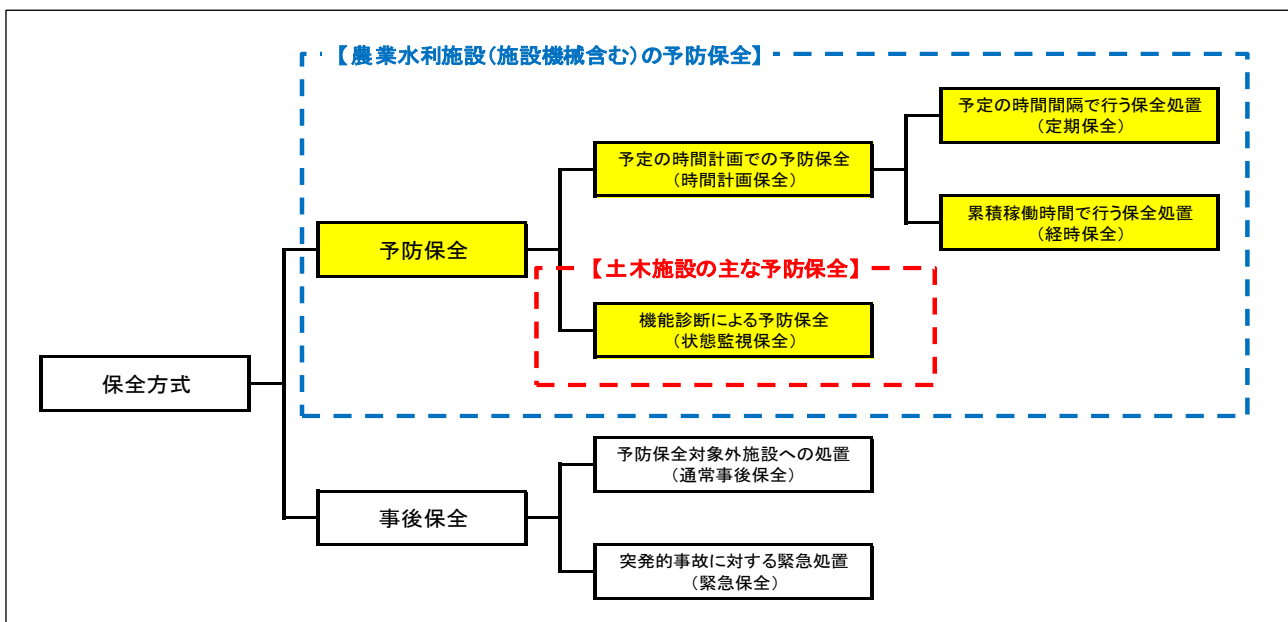 【農業水利施設(施設機械含む)の予防保全】
予定の時間間隔で行う保全処置
(定期保全)
予定の時間計画での予防保全
(時間計画保全)
累積稼働時間で行う保全処置
(経時保全)
予防保全
【土木施設の主な予防保全】
機能診断による予防保全
(状態監視保全)
保全方式
予防保全対象外施設への処置
(通常事後保全)
事後保全
突発的事故に対する緊急処置
(緊急保全)